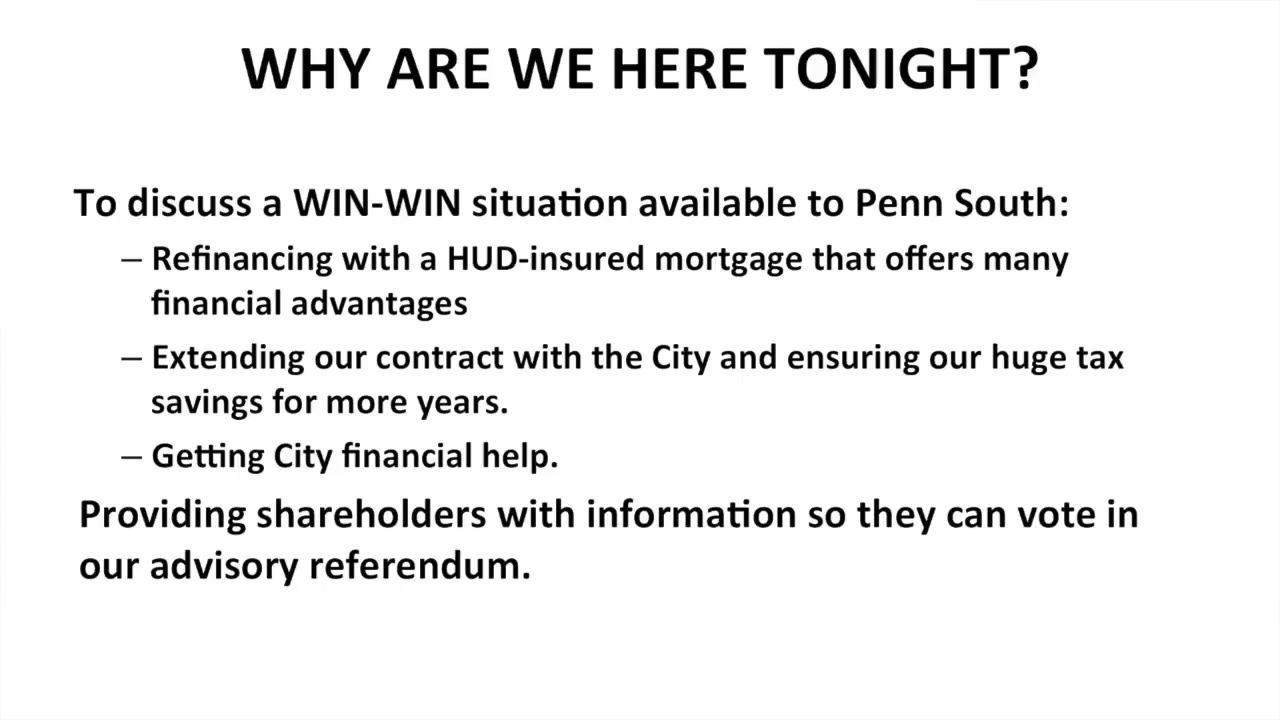 WHY ARE WE HERE TONIGHT?
To discuss a WIN-WIN situation available to Penn South:
– Refinancing with a HUD-insured mortgage that offers many
financial advantages
– Extending our contract with the City and ensuring our huge tax
savings for more years.
– Getting City financial help.
Providing shareholders with information so they can vote in
our advisory referendum.